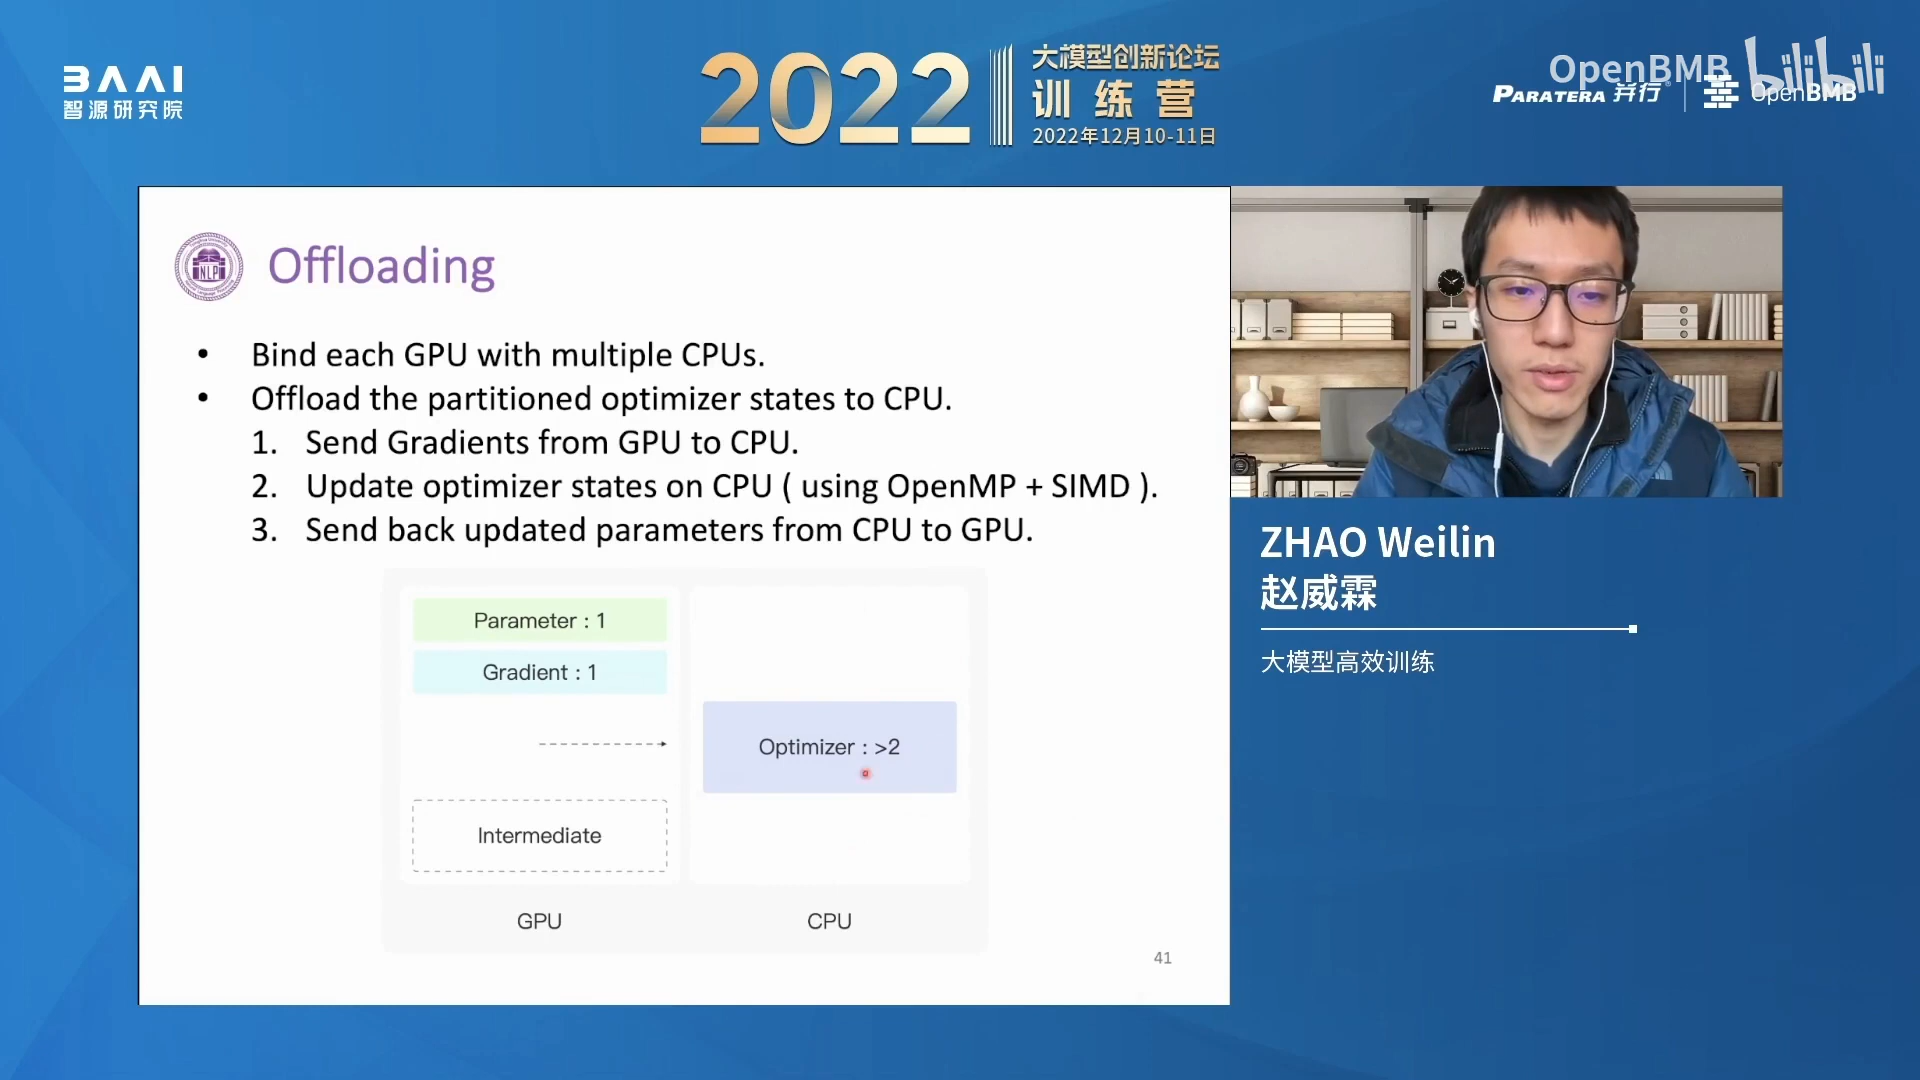 BAAI
智源研究院
2022
大模型创新论坛
训练营
2022年12月10-11日
OpenBMB
bilibili
PARATERA 并行
OpenBMB
NLP
Offloading
• Bind each GPU with multiple CPUs.
• Offload the partitioned optimizer states to CPU.
1. Send Gradients from GPU to CPU.
2. Update optimizer states on CPU ( using OpenMP + SIMD ).
3. Send back updated parameters from CPU to GPU.
Parameter : 1
Gradient : 1
Optimizer : >2
Intermediate
GPU
CPU
41
ZHAO Weilin
赵威霖
大模型高效训练